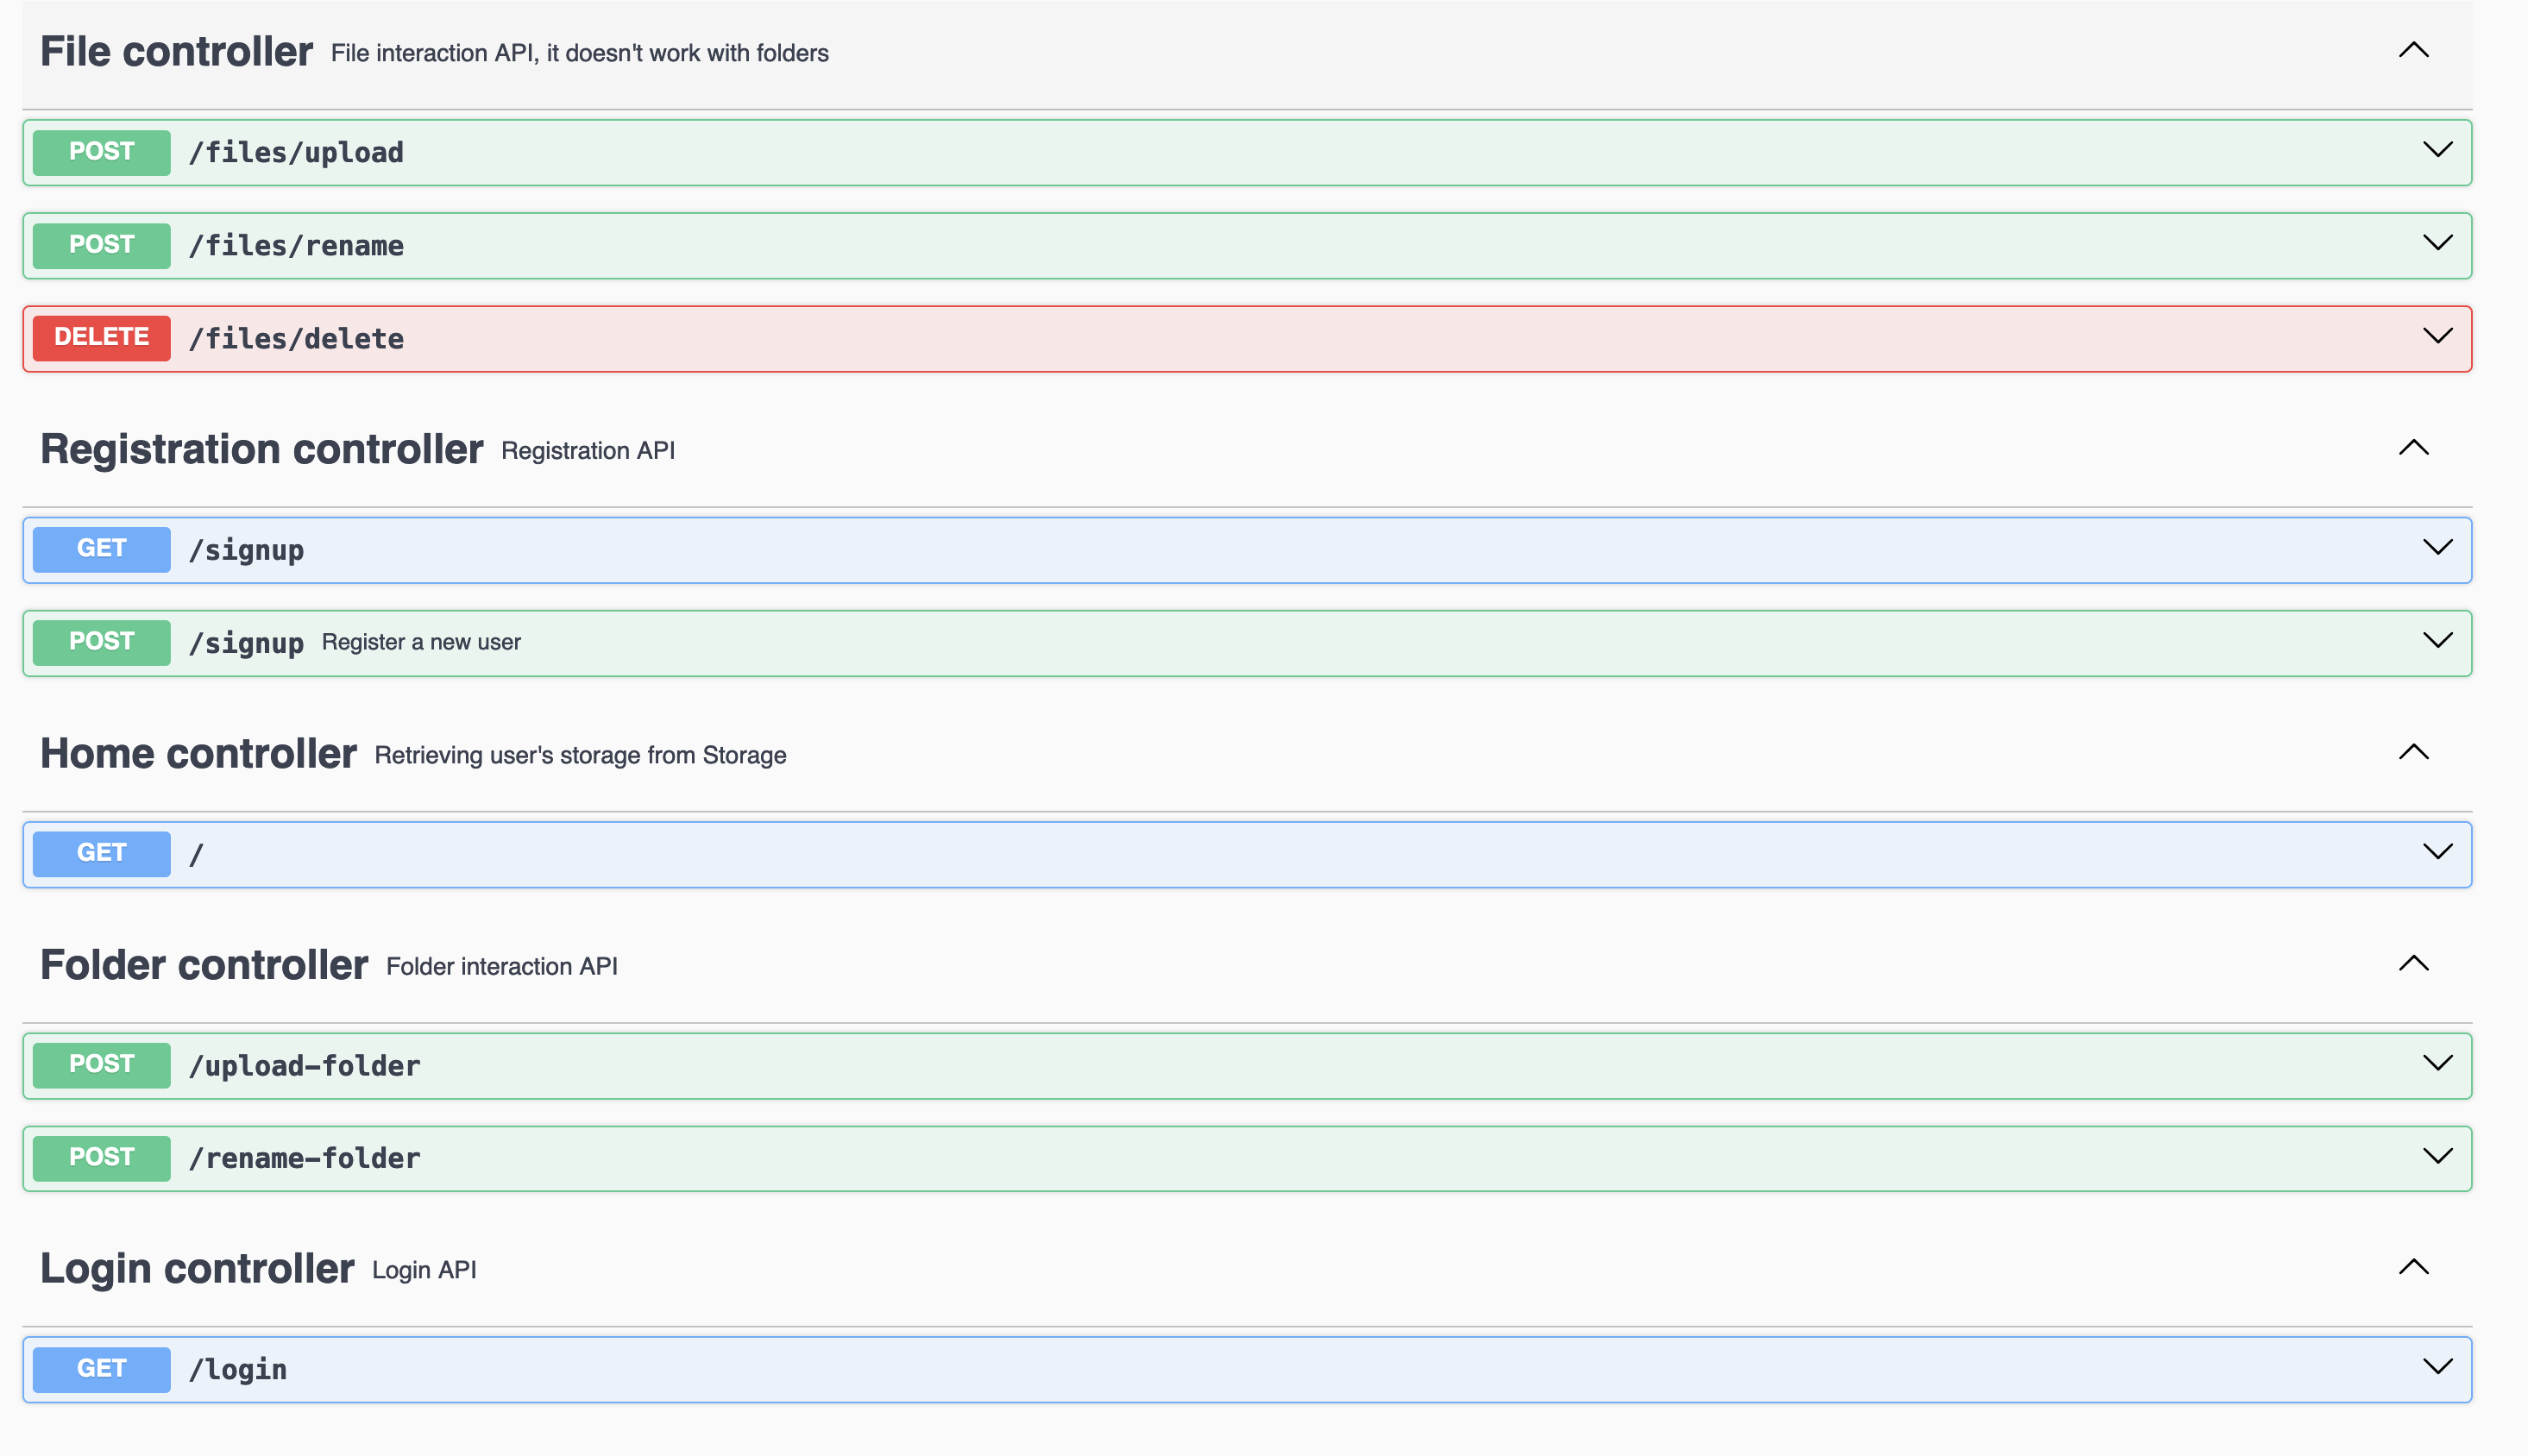 File controller File interaction API, it doesn't work with folders
POST /files/upload
POST /files/rename
DELETE /files/delete
Registration controller Registration API
GET /signup
POST /signup Register a new user
Home controller Retrieving user's storage from Storage
GET /
Folder controller Folder interaction API
POST /upload-folder
POST /rename-folder
Login controller Login API
GET /login